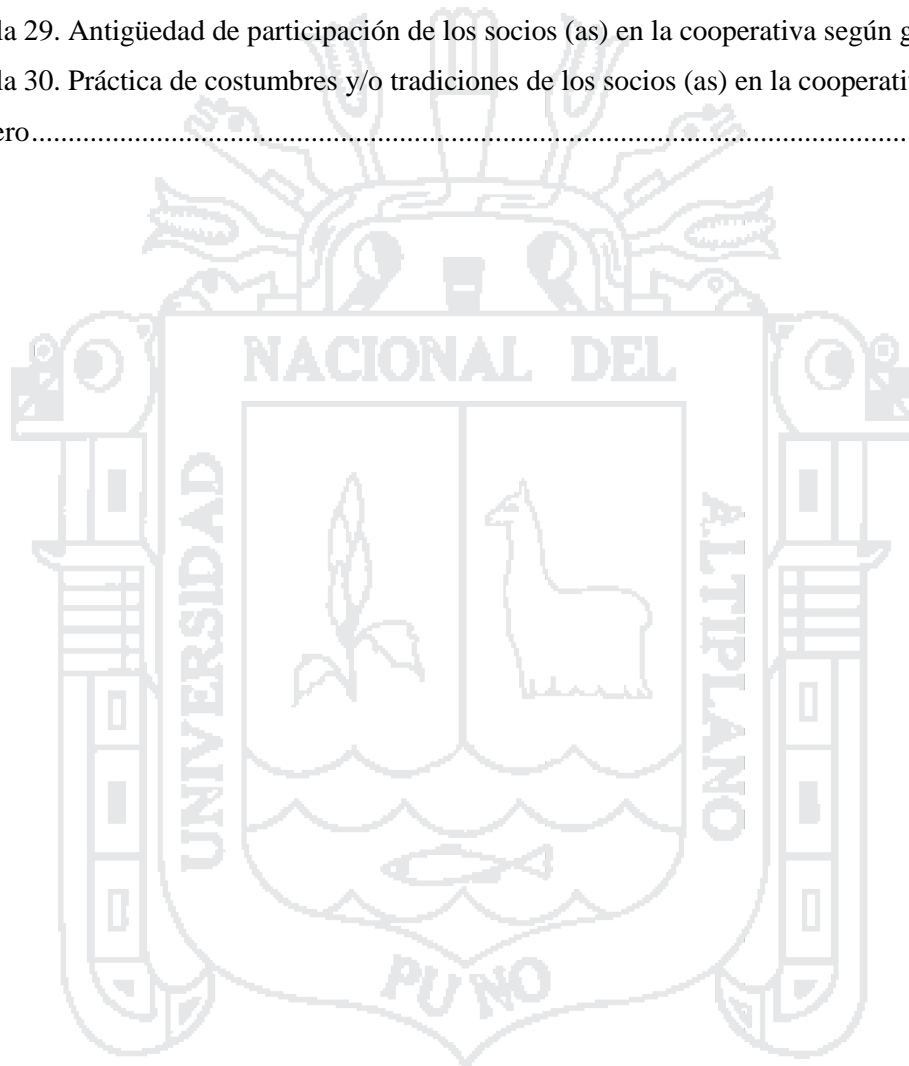 la 29. Antigüedad de participación de los socios (as) en la cooperativa según g
la 30. Práctica de costumbres y/o tradiciones de los socios (as) en la cooperati
ero..........................................................................................................................
NACIONAL DEL
UNIVERSIDAD
ALTIPLANO
PUNO